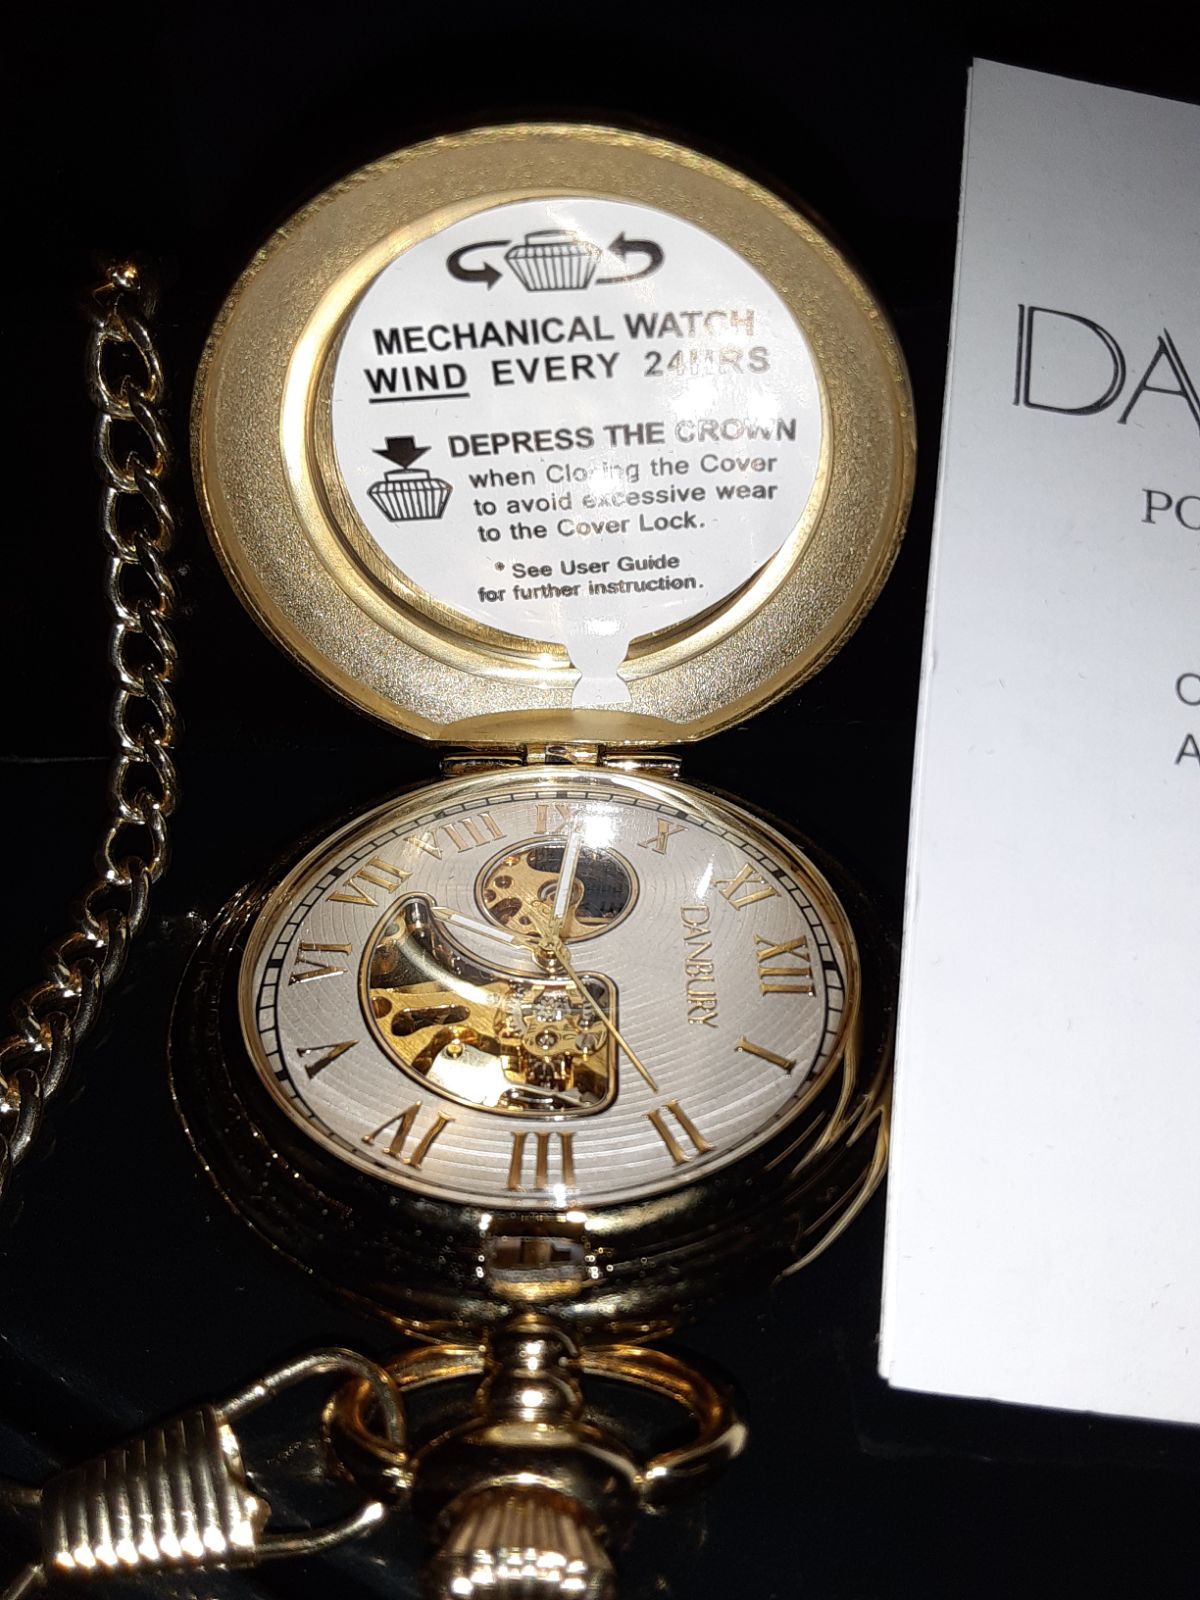 MECHANICAL WATCH
WIND EVERY 24HRS
DEPRESS THE CROWN
when Closing the Cover
to avoid excessive wear
to the Cover Lock.
* See User Guide
for further instruction.
DA
PO
C
A
VIII IX X
VII XI
VI XII
DANBURY
V I
IV III II